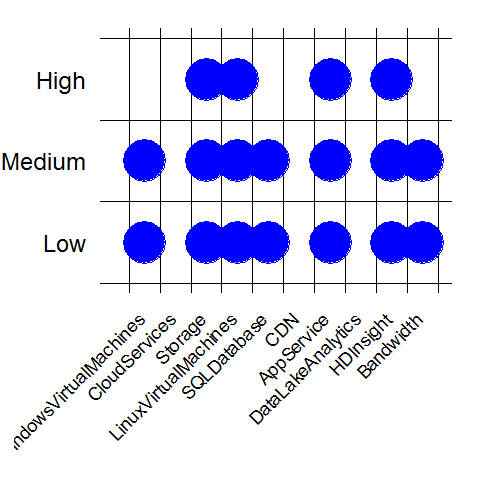 High
Medium
Low
ndowsVirtualMachines
CloudServices
Storage
LinuxVirtualMachines
SQLDatabase
CDN
AppService
DataLakeAnalytics
HDInsight
Bandwidth